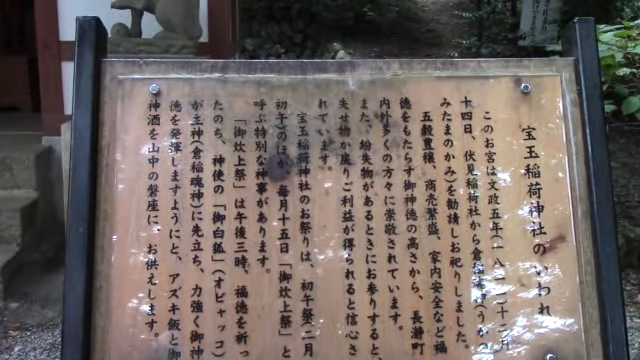 宝玉稲荷神社のいわれ
このお宮は文政五年(一八二二)十二月
十四日、伏見稲荷社から倉稲魂神(うかの
みたまのかみ)を勧請しお祀りしました。
五穀豊穣、商売繁盛、家内安全など福
徳をもたらす御神徳の高さから、長瀞町
内外多くの方々に崇敬されています。
また、紛失物があるときにお参りすると、
失せ物が戻りご利益が得られると信心さ
れています。
宝玉稲荷神社のお祭りは、初午祭(二月
初午)のほか、毎月十五日「御炊上祭」と
呼ぶ特別な神事があります。
「御炊上祭」は午後三時、福徳を祈っ
たのち、神使の「御白狐」(オビャッコ)
が主神(倉稲魂神)に先立ち、力強く御神
徳を発揮しますようにと、アズキ飯と御
神酒を山中の磐座に、お供えします。